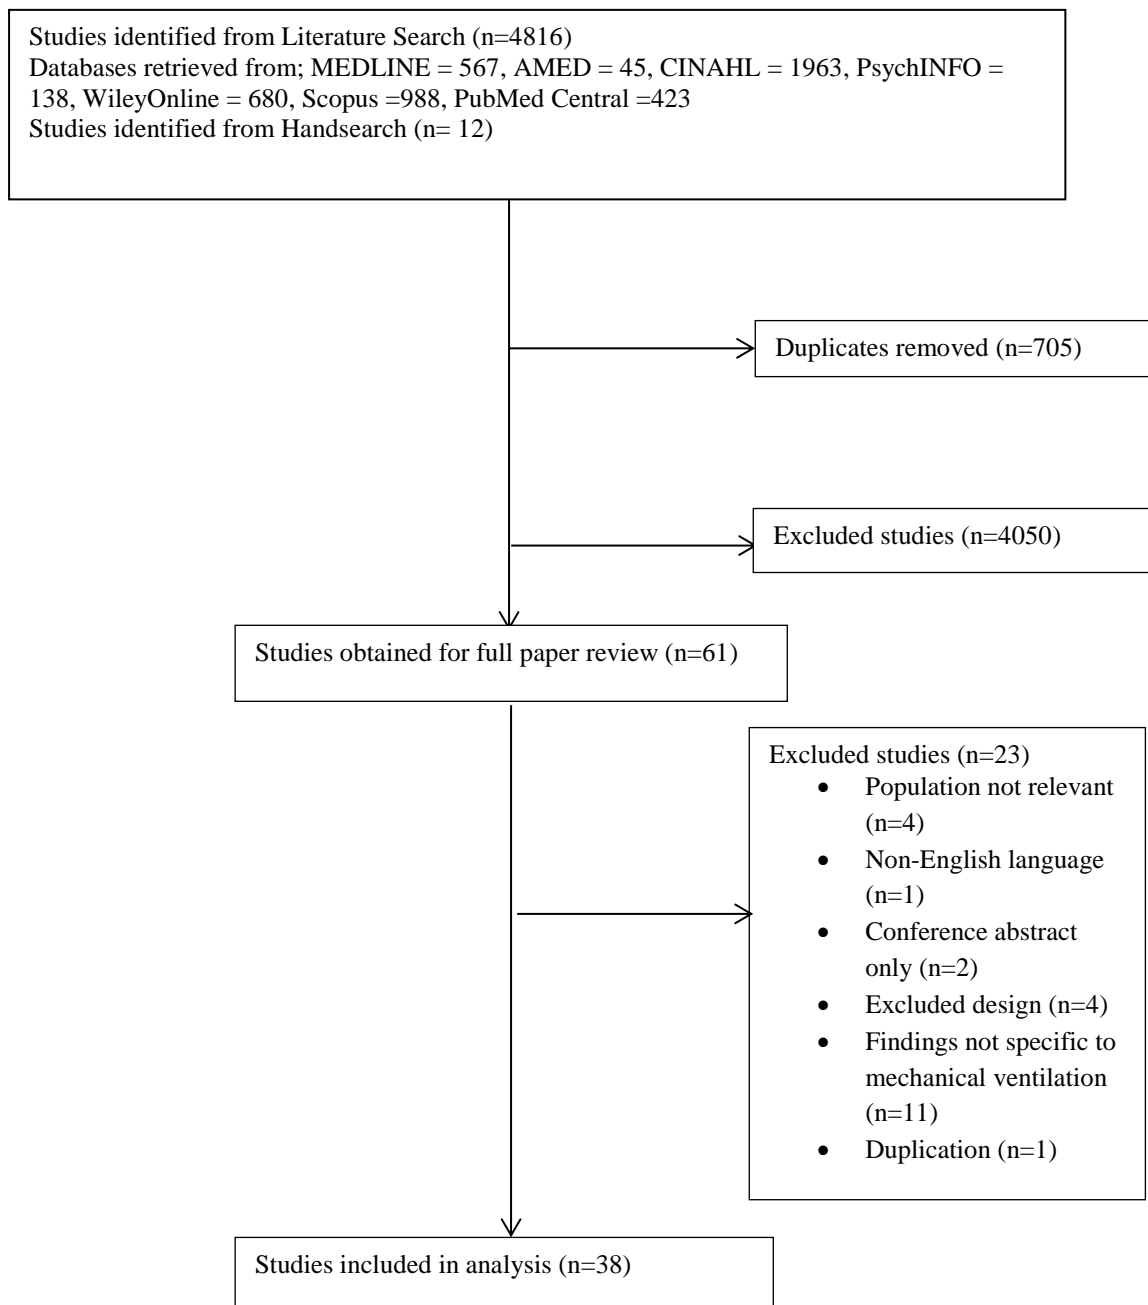 Studies identified from Literature Search (n=4816)
Databases retrieved from; MEDLINE = 567, AMED = 45, CINAHL = 1963, PsychINFO =
138, WileyOnline = 680, Scopus =988, PubMed Central =423
Studies identified from Handsearch (n= 12)
Duplicates removed (n=705)
Excluded studies (n=4050)
Studies obtained for full paper review (n=61)
Excluded studies (n=23)
• Population not relevant
(n=4)
• Non-English language
(n=1)
• Conference abstract
only (n=2)
• Excluded design (n=4)
• Findings not specific to
mechanical ventilation
(n=11)
• Duplication (n=1)
Studies included in analysis (n=38)